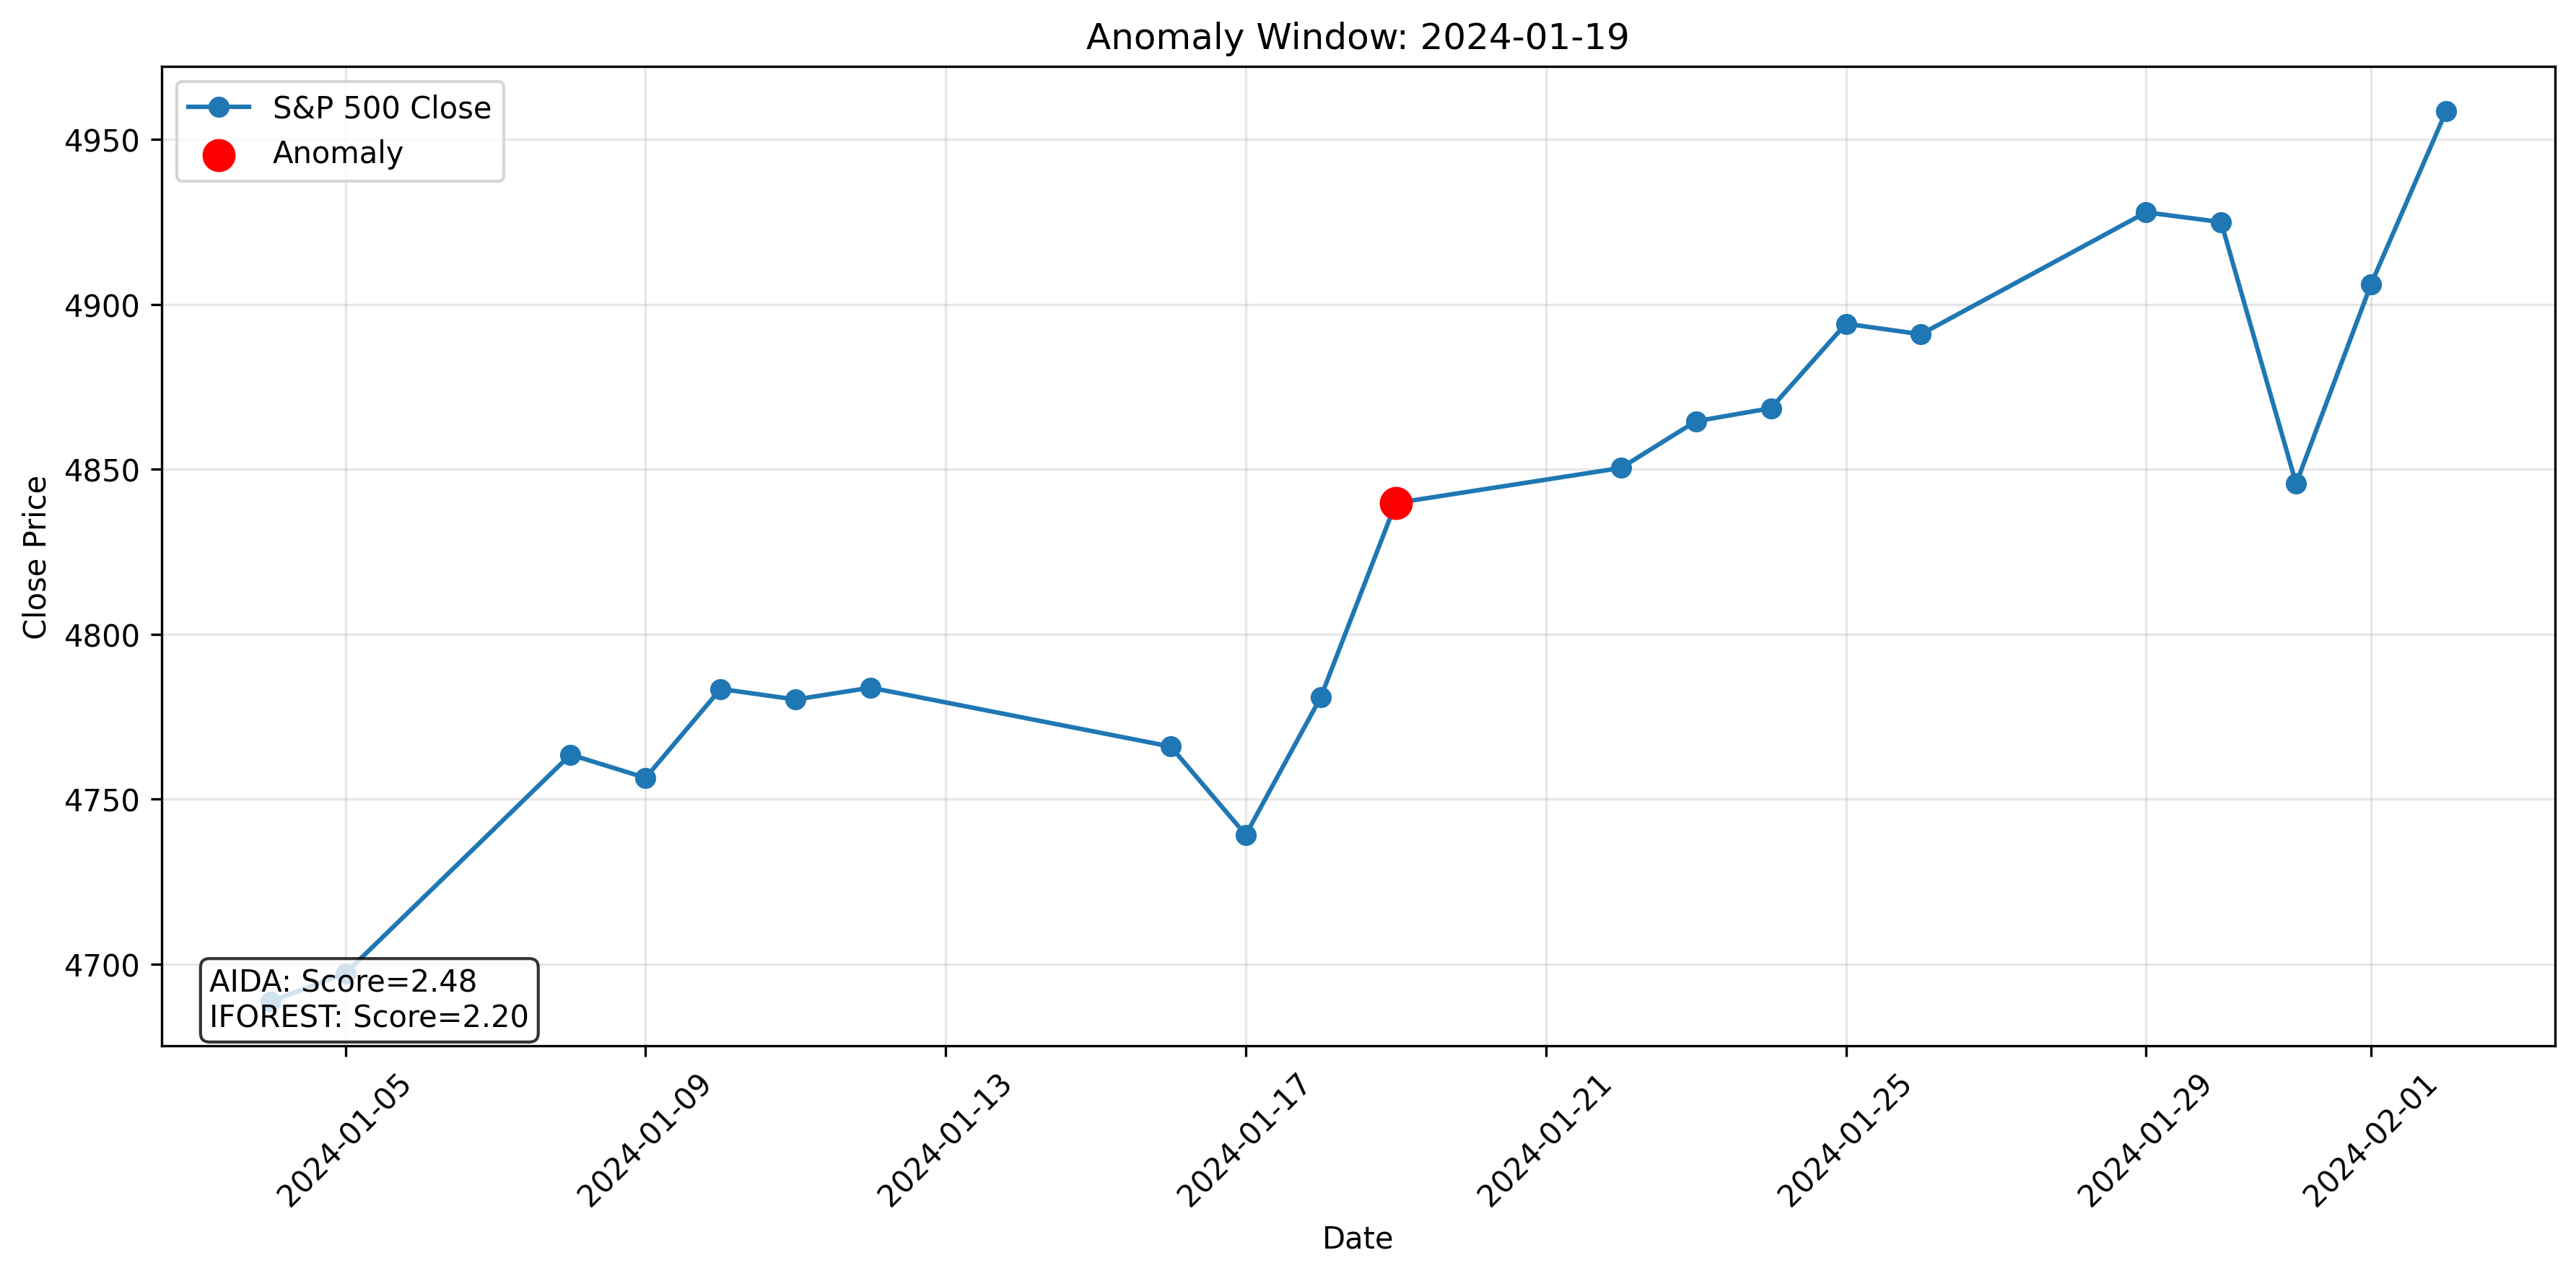 Anomaly Window: 2024-01-19
S&P 500 Close
Anomaly
4950
4900
4850
4800
4750
4700
Close Price
AIDA: Score=2.48
IFOREST: Score=2.20
2024-01-05
2024-01-09
2024-01-13
2024-01-17
2024-01-21
2024-01-25
2024-01-29
2024-02-01
Date